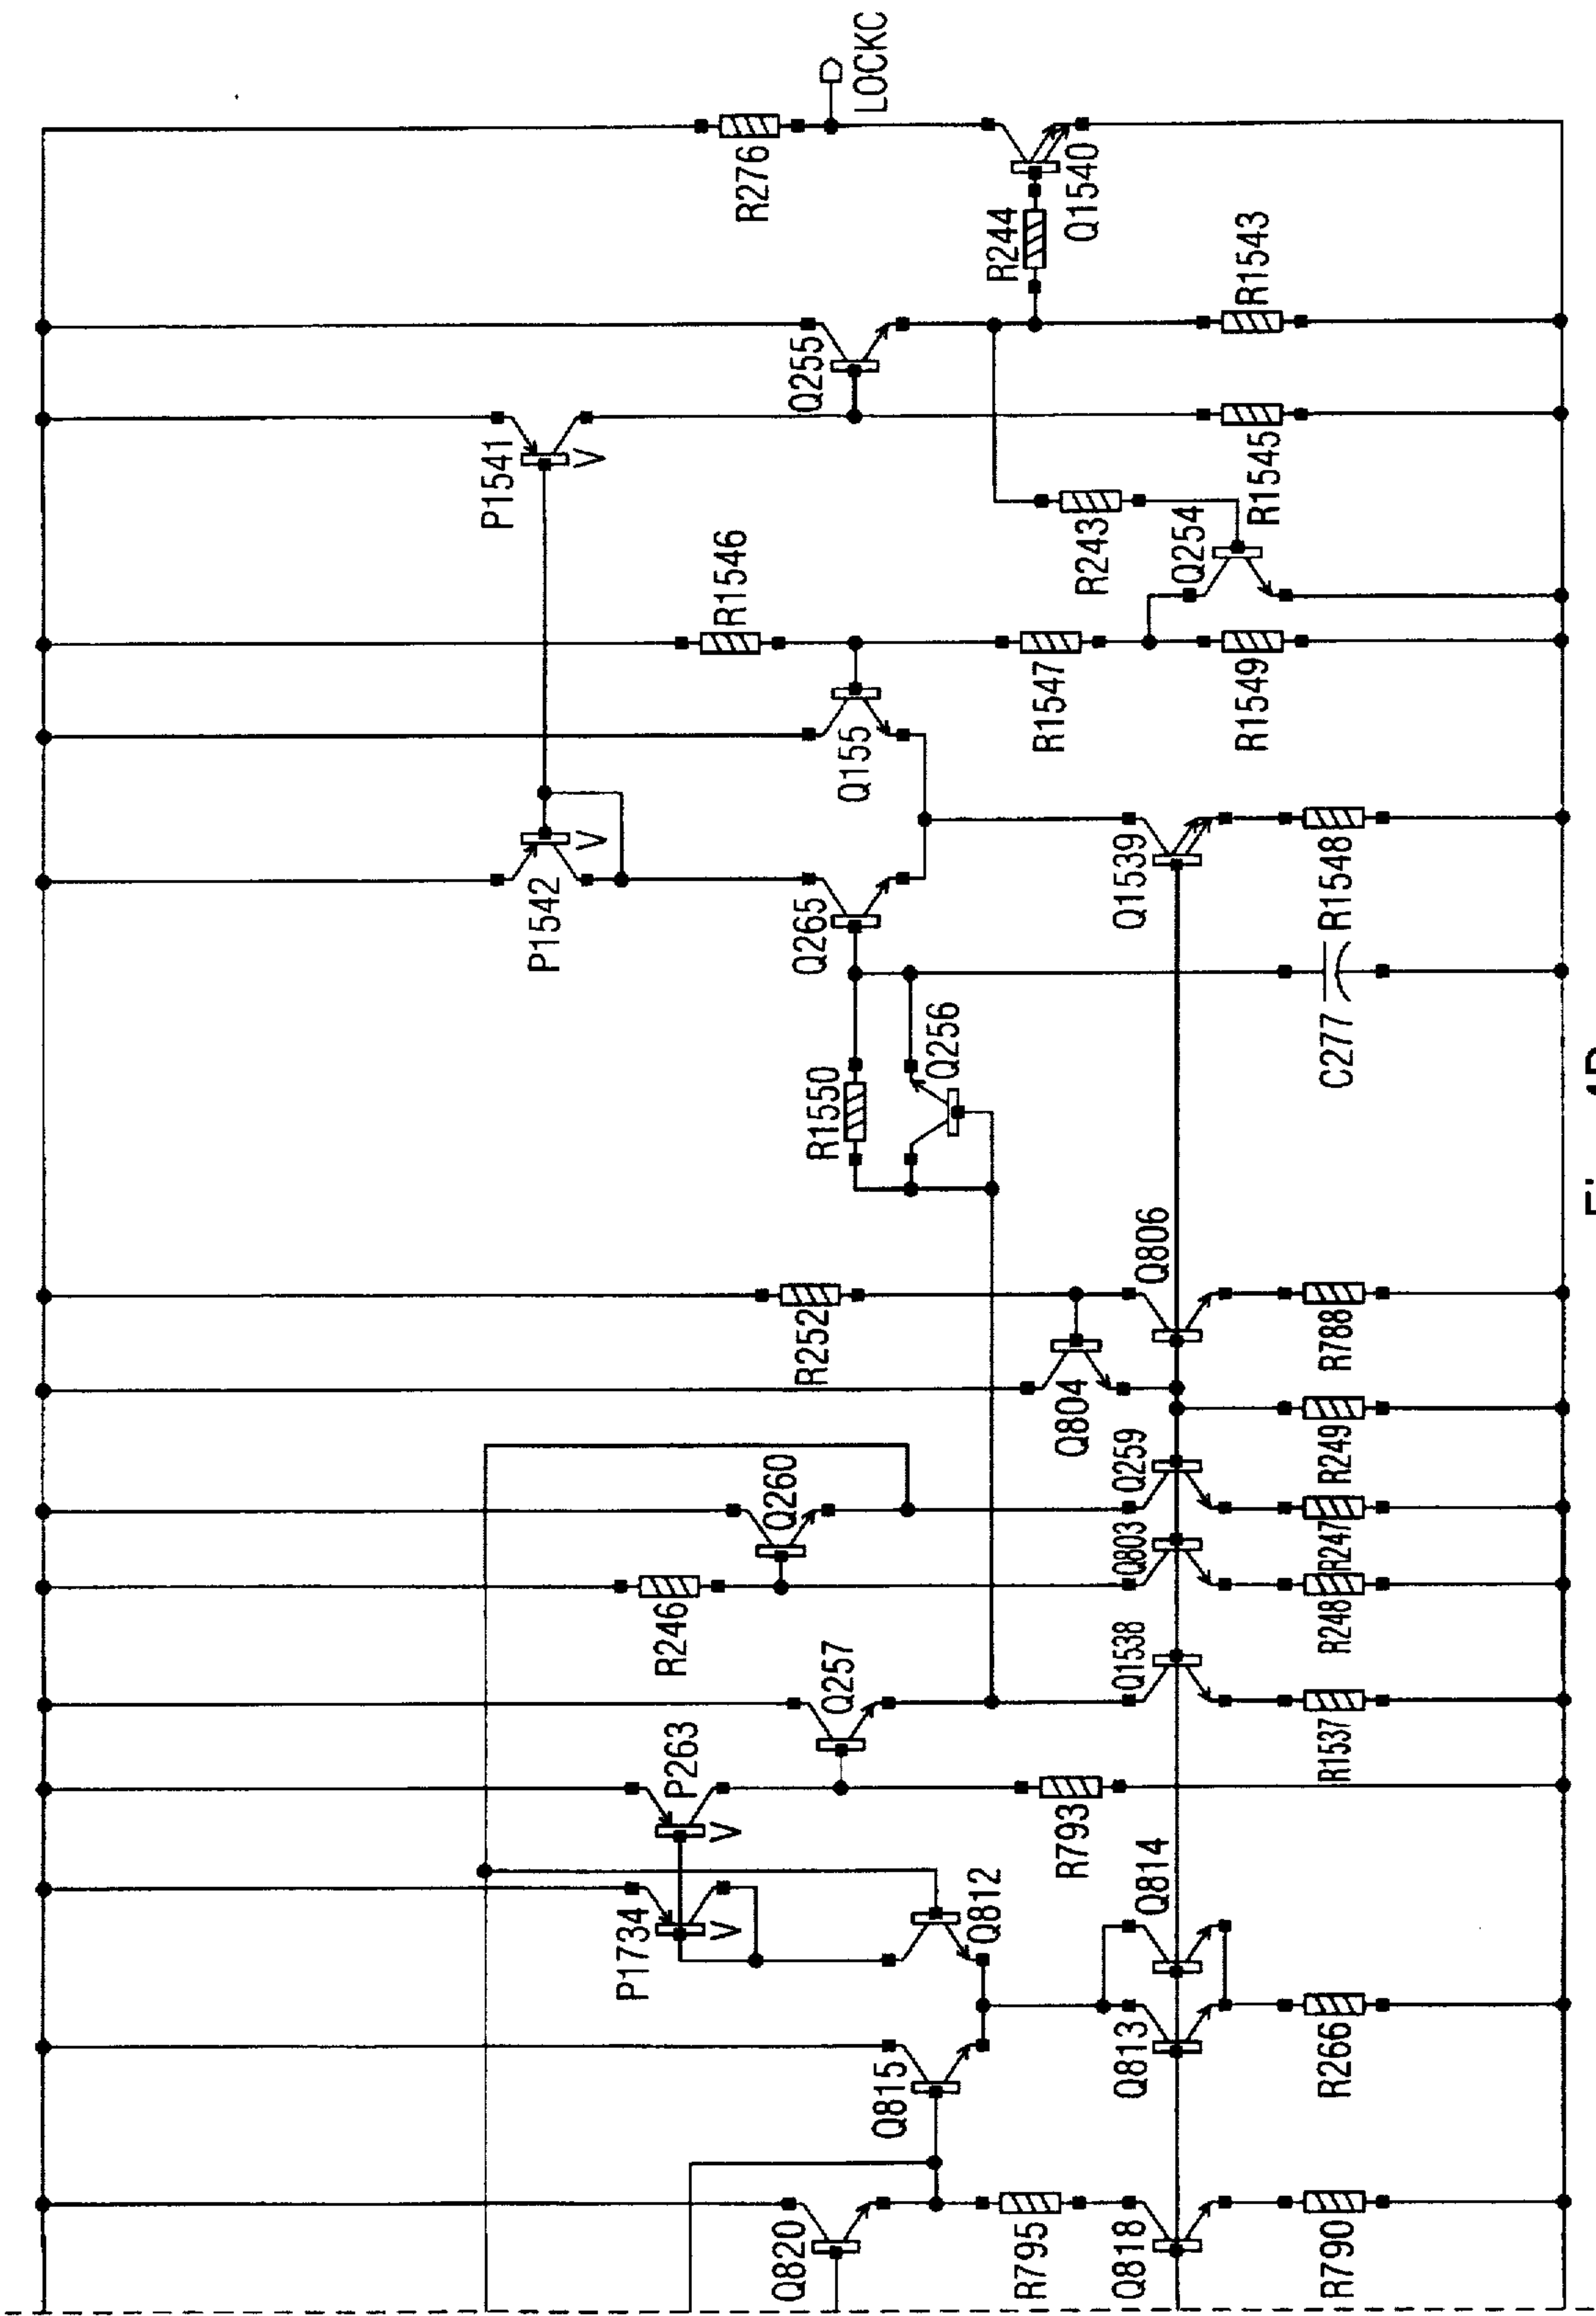 P1542
P1541
V
V
P1734
P263
V
V
R246
Q260
R1546
R276
Q820
Q815
Q257
R252
R1550
Q265
Q155
Q255
LOCKC
Q812
Q256
R795
R793
Q804
R1547
R243
R244
Q1540
Q818
Q813
Q814
Q1538
Q803
Q259
Q806
Q1539
Q254
R1549
R1545
R1543
R790
R266
R1537
R248
R247
R249
R788
C277
R1548